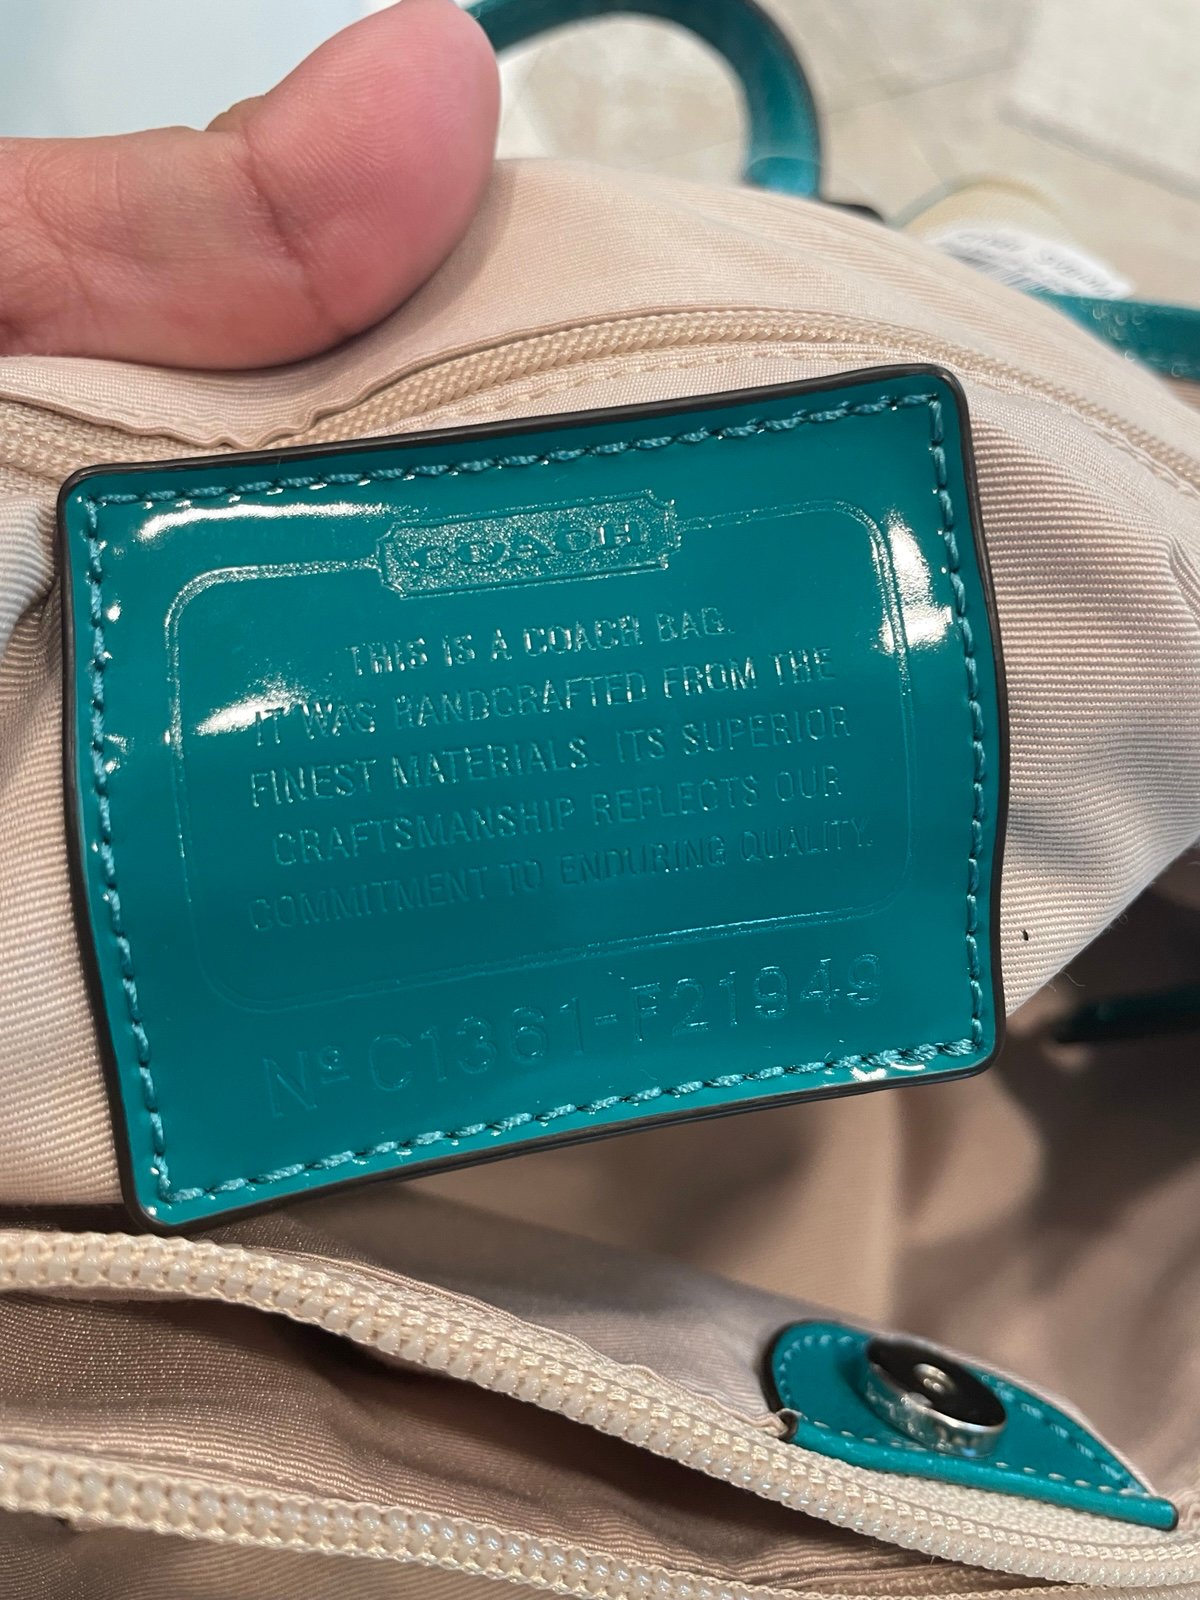 COACH
THIS IS A COACH BAG.
IT WAS HANDCRAFTED FROM THE
FINEST MATERIALS. ITS SUPERIOR
CRAFTSMANSHIP REFLECTS OUR
COMMITMENT TO ENDURING QUALITY.
Nº C1361-F21949